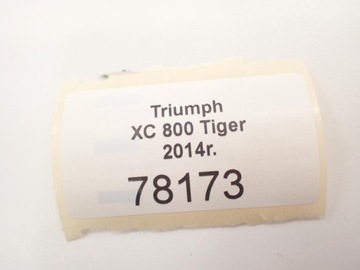 Triumph
XC 800 Tiger
2014r.
78173